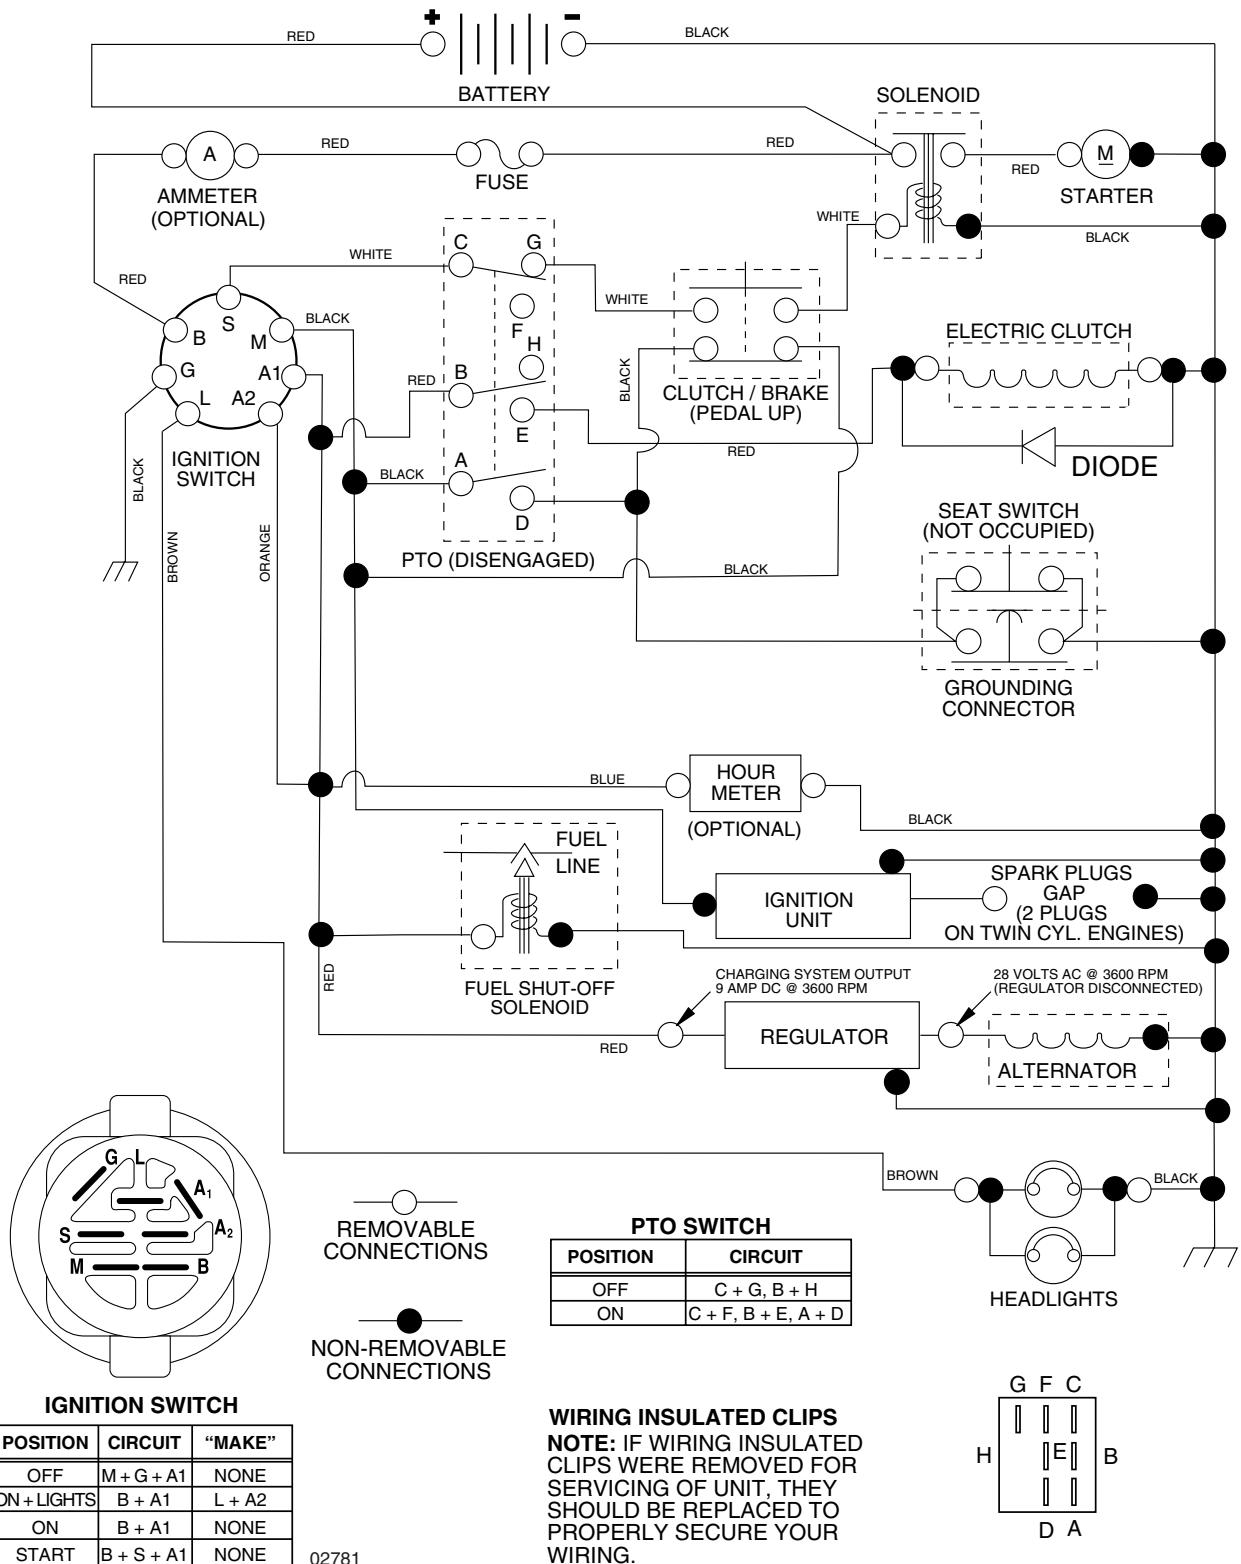 + -
RED
BLACK
BATTERY
SOLENOID
A
RED
RED
RED
M
FUSE
STARTER
AMMETER
(OPTIONAL)
WHITE
BLACK
C G
WHITE
RED
WHITE
F
S
B
M
BLACK
G
A1
L
A2
H
B
RED
E
ELECTRIC CLUTCH
BLACK
CLUTCH / BRAKE
(PEDAL UP)
IGNITION
SWITCH
RED
DIODE
A
BLACK
D
BLACK
BROWN
ORANGE
PTO (DISENGAGED)
SEAT SWITCH
(NOT OCCUPIED)
BLACK
GROUNDING
CONNECTOR
BLUE
HOUR
METER
(OPTIONAL)
BLACK
FUEL
LINE
IGNITION
UNIT
SPARK PLUGS
GAP
(2 PLUGS
ON TWIN CYL. ENGINES)
RED
FUEL SHUT-OFF
SOLENOID
CHARGING SYSTEM OUTPUT
9 AMP DC @ 3600 RPM
28 VOLTS AC @ 3600 RPM
(REGULATOR DISCONNECTED)
RED
REGULATOR
ALTERNATOR
G L
A1
S
A2
M B
BROWN
BLACK
HEADLIGHTS
REMOVABLE
CONNECTIONS
NON-REMOVABLE
CONNECTIONS
PTO SWITCH
POSITION CIRCUIT
OFF C + G, B + H
ON C + F, B + E, A + D
IGNITION SWITCH
POSITION CIRCUIT “MAKE”
OFF M + G + A1 NONE
ON + LIGHTS B + A1 L + A2
ON B + A1 NONE
START B + S + A1 NONE
02781
WIRING INSULATED CLIPS
NOTE: IF WIRING INSULATED
CLIPS WERE REMOVED FOR
SERVICING OF UNIT, THEY
SHOULD BE REPLACED TO
PROPERLY SECURE YOUR
WIRING.
G F C
H E B
D A